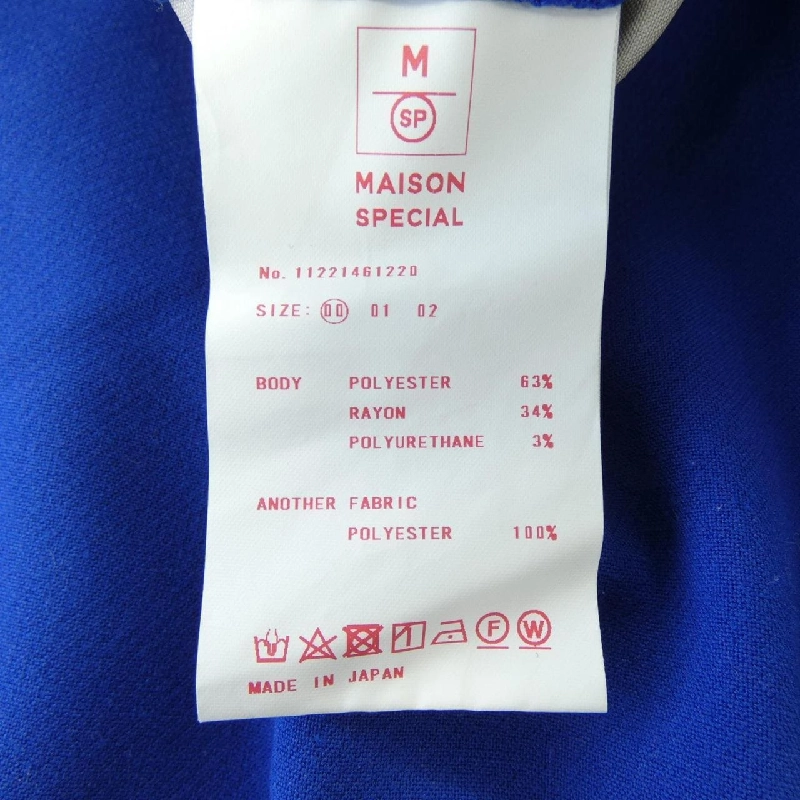 M
SP
MAISON
SPECIAL
No. 11221461220
SIZE: 00 01 02
BODY POLYESTER 63%
RAYON 34%
POLYURETHANE 3%
ANOTHER FABRIC
POLYESTER 100%
F W
MADE IN JAPAN